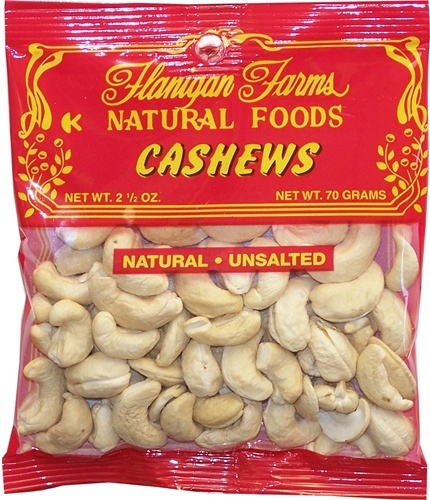 Flanigan Farms
K NATURAL FOODS
CASHEWS
NET WT. 2 ½ OZ. NET WT. 70 GRAMS
NATURAL • UNSALTED